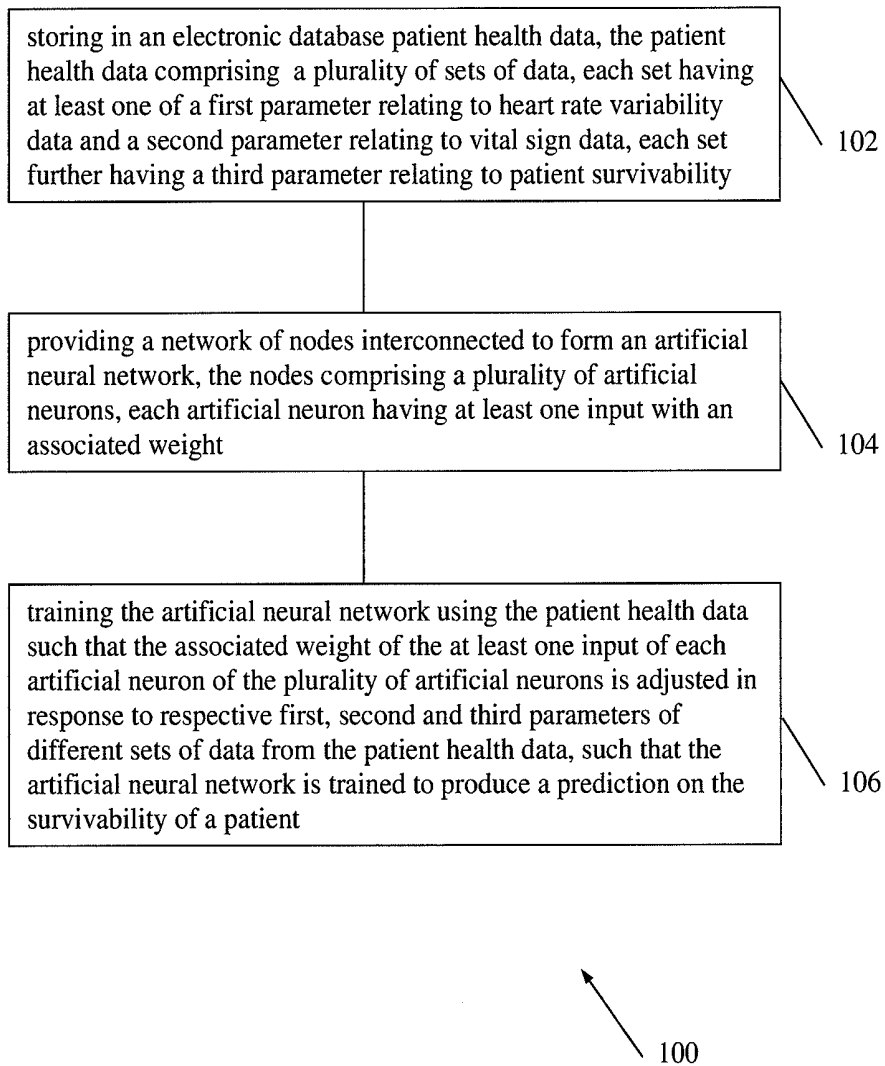 storing in an electronic database patient health data, the patient
health data comprising a plurality of sets of data, each set having
at least one of a first parameter relating to heart rate variability
data and a second parameter relating to vital sign data, each set
further having a third parameter relating to patient survivability
102
providing a network of nodes interconnected to form an artificial
neural network, the nodes comprising a plurality of artificial
neurons, each artificial neuron having at least one input with an
associated weight
104
training the artificial neural network using the patient health data
such that the associated weight of the at least one input of each
artificial neuron of the plurality of artificial neurons is adjusted in
response to respective first, second and third parameters of
different sets of data from the patient health data, such that the
artificial neural network is trained to produce a prediction on the
survivability of a patient
106
100